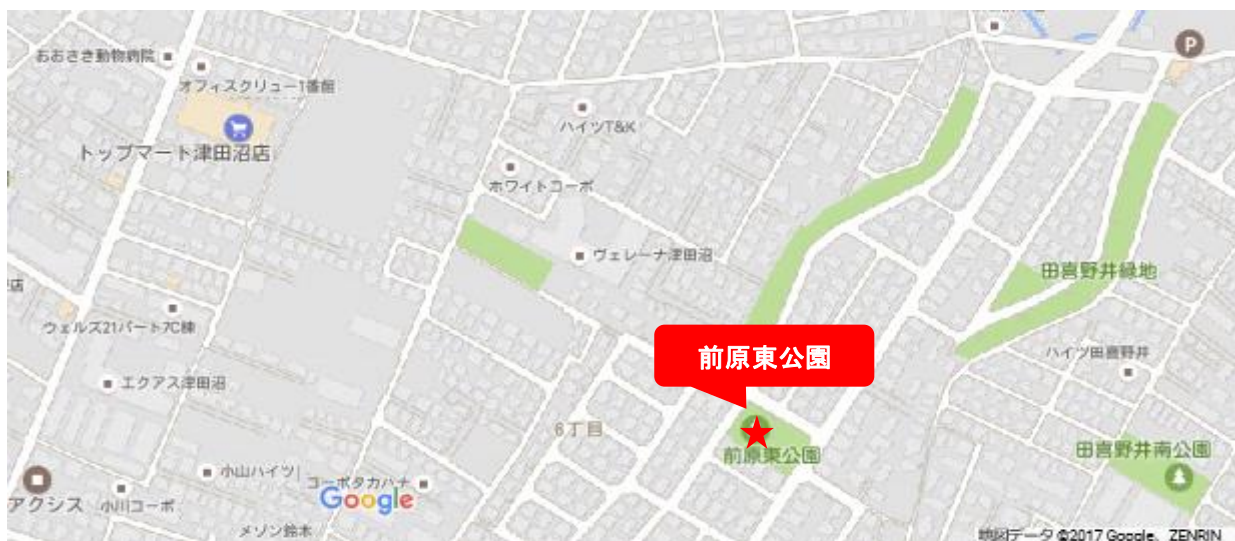 おおさき動物病院
オフィスクリュー1番館
P
ハイツT&K
トップマート津田沼店
ホワイトコーポ
ヴェレーナ津田沼
田喜野井緑地
店
ウェルズ21パート7C棟
前原東公園
ハイツ田喜野井
エクアス津田沼
6丁目
前原東公園
田喜野井南公園
小山ハイツ
コーポタカハナ
アクシス
小川コーポ
Google
メゾン鈴木
地図データ ©2017 Google、ZENRIN